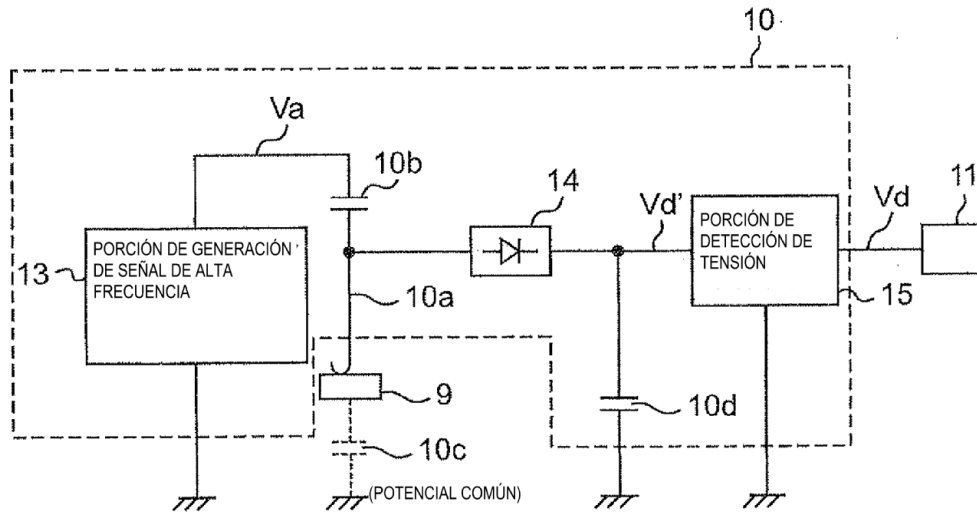 10
Va
10b
14
Vd'
Vd
11
13
PORCIÓN DE GENERACIÓN
DE SEÑAL DE ALTA
FRECUENCIA
PORCIÓN DE
DETECCIÓN DE
TENSIÓN
10a
15
9
10d
10c
(POTENCIAL COMÚN)